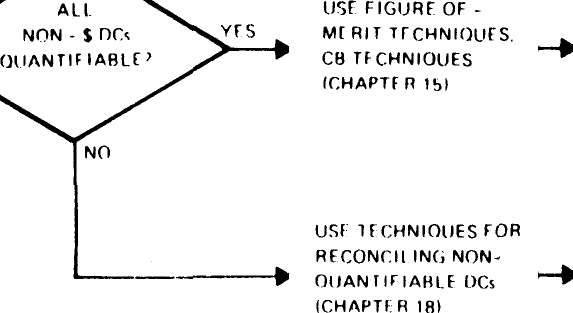 ALL
NON - $ DCs
QUANTIFIABLE?
YES
USE FIGURE OF -
MERIT TECHNIQUES,
CB TECHNIQUES
(CHAPTER 15)
NO
USE TECHNIQUES FOR
RECONCILING NON-
QUANTIFIABLE DCs
(CHAPTER 18)